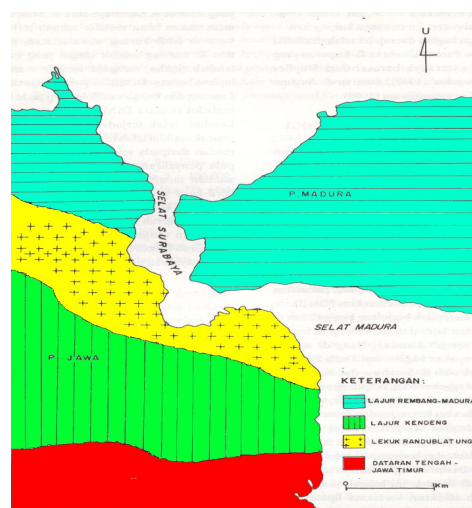 U
P. MADURA
SELAT SURABAYA
SELAT MADURA
P. JAWA
KETERANGAN :
LAJUR REMBANG-MADURA
LAJUR KENDENG
LEKUK RANDUBLATUNG
DATARAN TENGAH -
JAWA TIMUR
Km